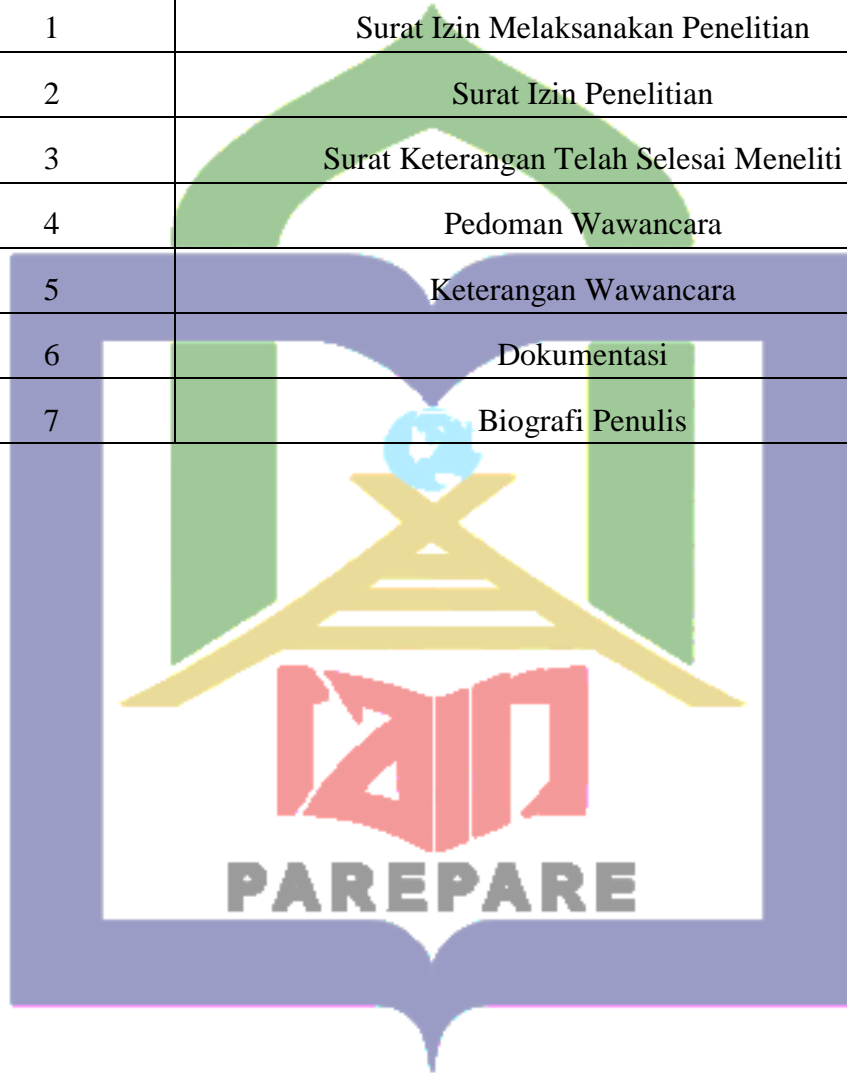 1 Surat Izin Melaksanakan Penelitian
2 Surat Izin Penelitian
3 Surat Keterangan Telah Selesai Meneliti
4 Pedoman Wawancara
5 Keterangan Wawancara
6 Dokumentasi
7 Biografi Penulis
iain
PAREPARE